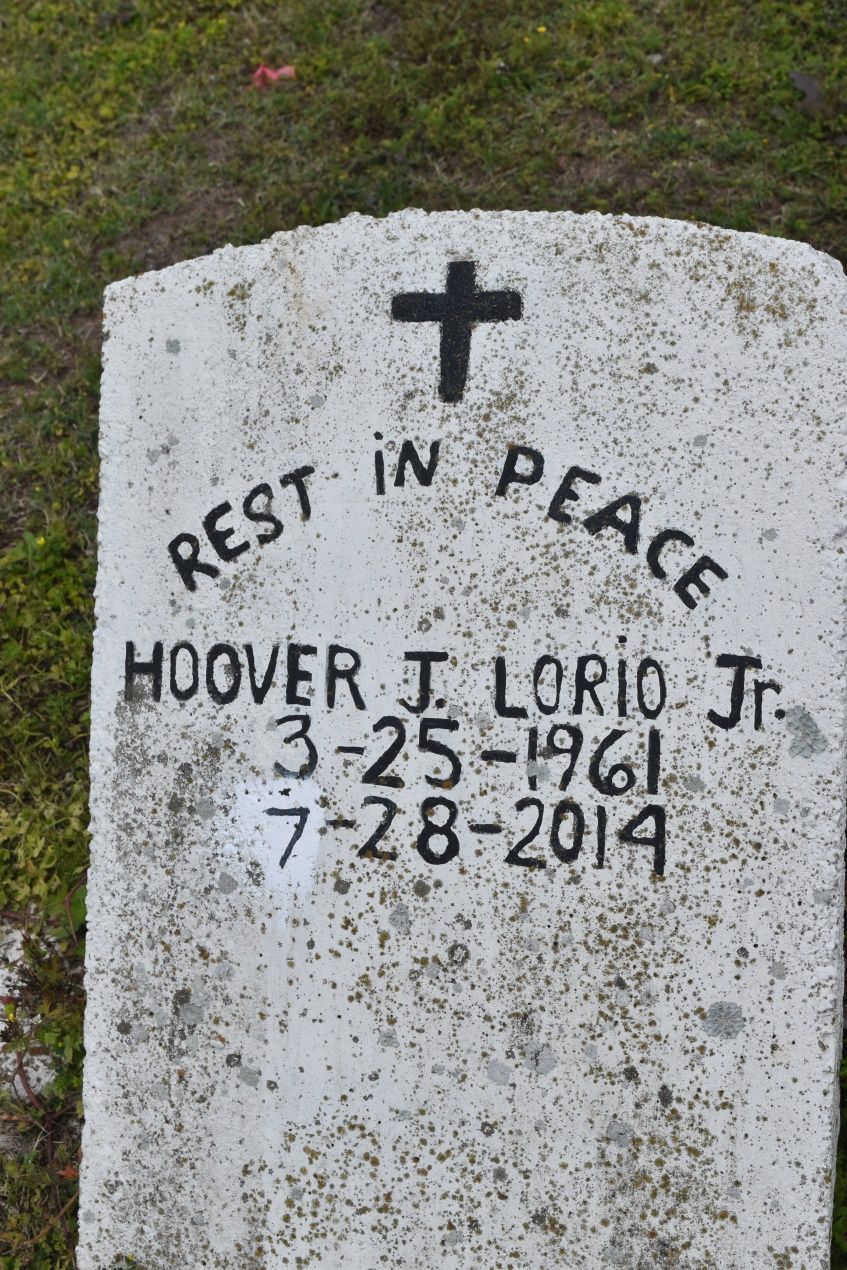 REST iN PEACE
HOOVER J. LORiO Jr.
3-25-1961
7-28-2014